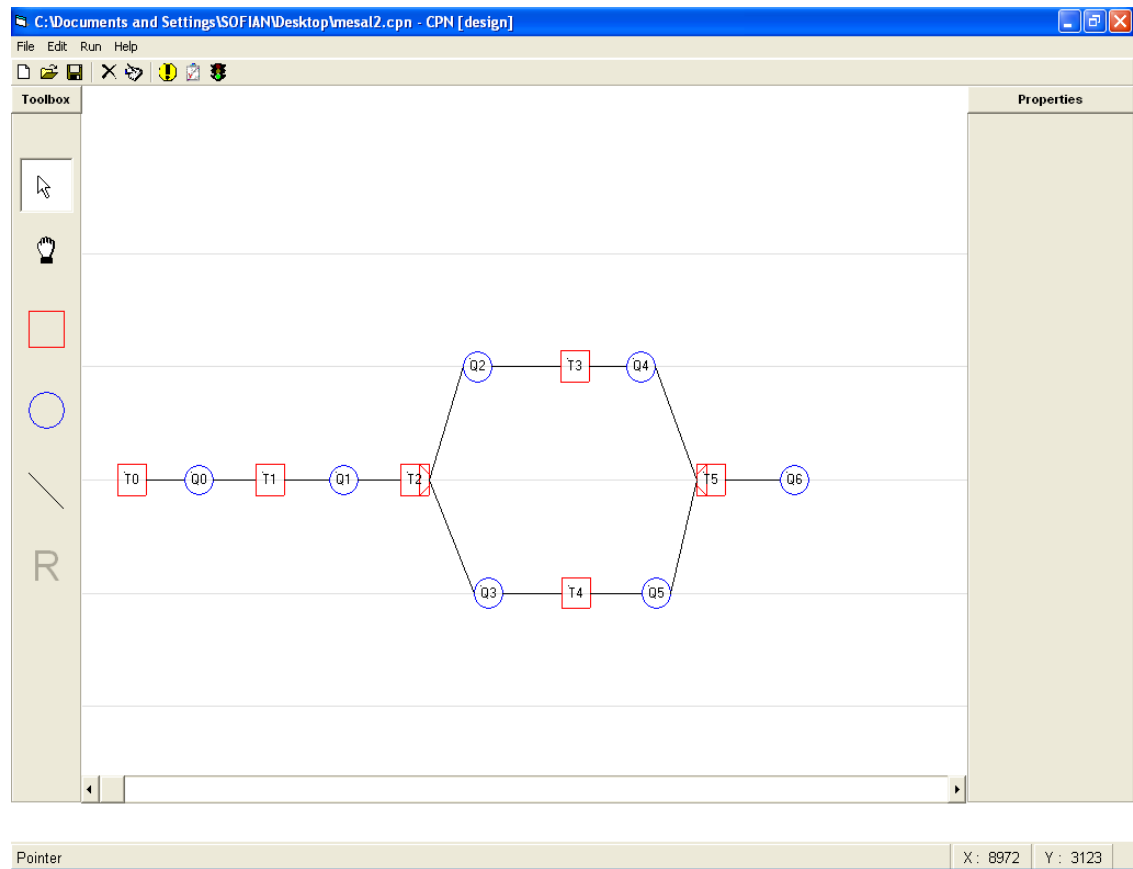 C:\Documents and Settings\SOFIAN\Desktop\mesal2.cpn - CPN [design]
File Edit Run Help
Toolbox
Properties
Q2 T3 Q4
T0 Q0 T1 Q1 T2 T5 Q6
R
Q3 T4 Q5
Pointer
X : 8972 Y : 3123